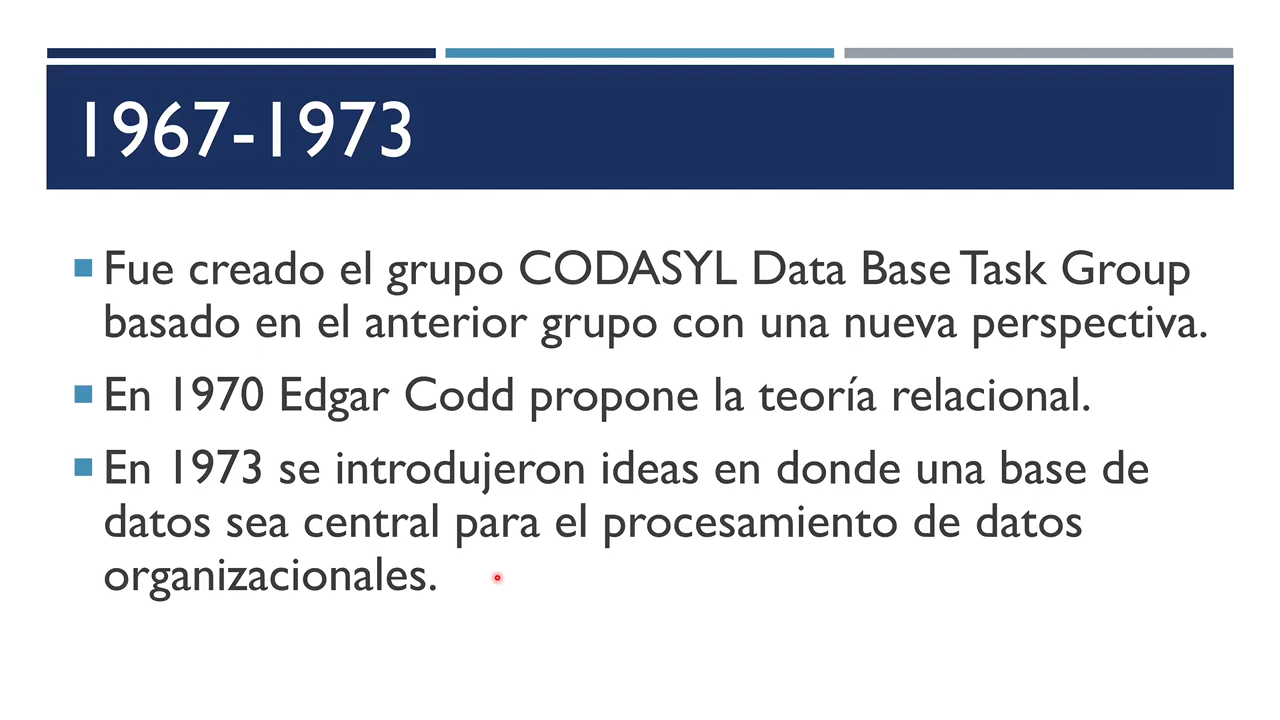 1967-1973
Fue creado el grupo CODASYL Data Base Task Group
basado en el anterior grupo con una nueva perspectiva.
En 1970 Edgar Codd propone la teoría relacional.
En 1973 se introdujeron ideas en donde una base de
datos sea central para el procesamiento de datos
organizacionales.